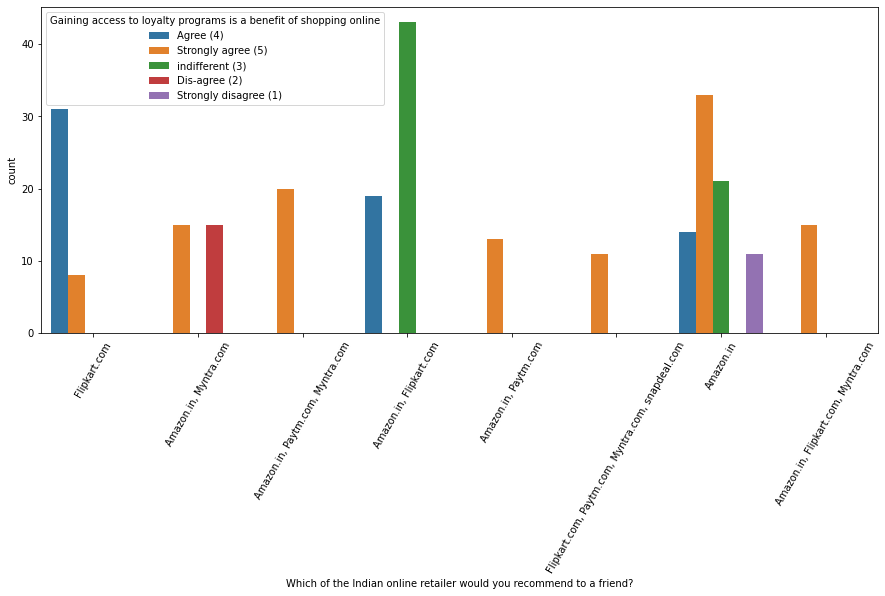 Gaining access to loyalty programs is a benefit of shopping online
Agree (4)
Strongly agree (5)
indifferent (3)
Dis-agree (2)
Strongly disagree (1)
40
30
20
10
0
count
Flipkart.com
Amazon.in, Myntra.com
Amazon.in, Paytm.com, Myntra.com
Amazon.in, Flipkart.com
Amazon.in, Paytm.com
Flipkart.com, Paytm.com, Myntra.com, snapdeal.com
Amazon.in
Amazon.in, Flipkart.com, Myntra.com
Which of the Indian online retailer would you recommend to a friend?